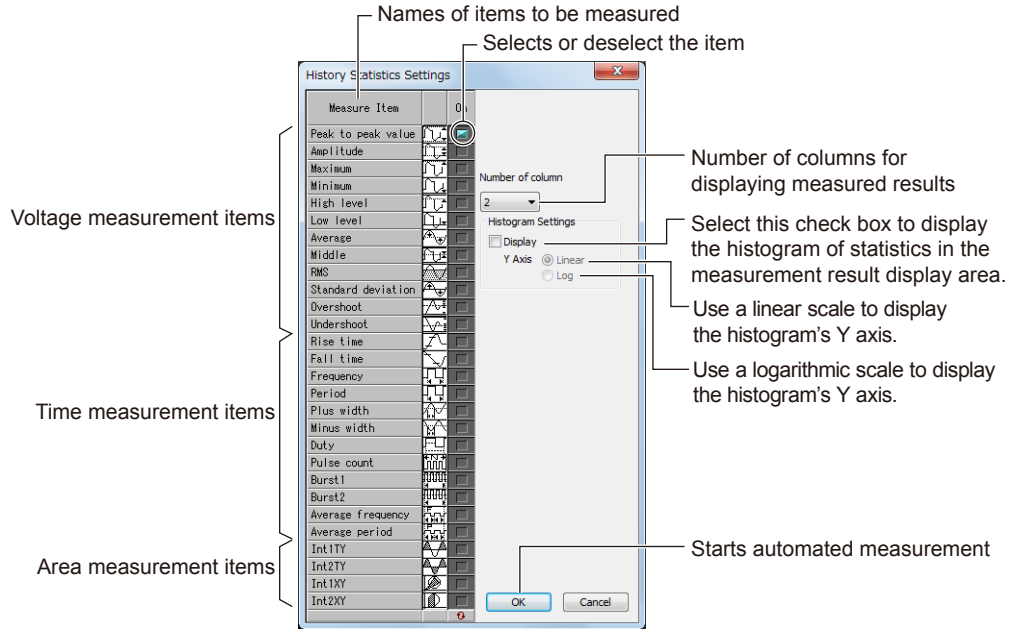 Names of items to be measured
Selects or deselect the item
History Statistics Settings
Measure Item
On
Peak to peak value
Amplitude
Maximum
Minimum
High level
Low level
Average
Middle
RMS
Standard deviation
Overshoot
Undershoot
Rise time
Fall time
Frequency
Period
Plus width
Minus width
Duty
Pulse count
Burst1
Burst2
Average frequency
Average period
Int1TY
Int2TY
Int1XY
Int2XY
Voltage measurement items
Time measurement items
Area measurement items
Number of column
2
Histogram Settings
Display
Y Axis
Linear
Log
OK
Cancel
Number of columns for
displaying measured results
Select this check box to display
the histogram of statistics in the
measurement result display area.
Use a linear scale to display
the histogram's Y axis.
Use a logarithmic scale to display
the histogram's Y axis.
Starts automated measurement